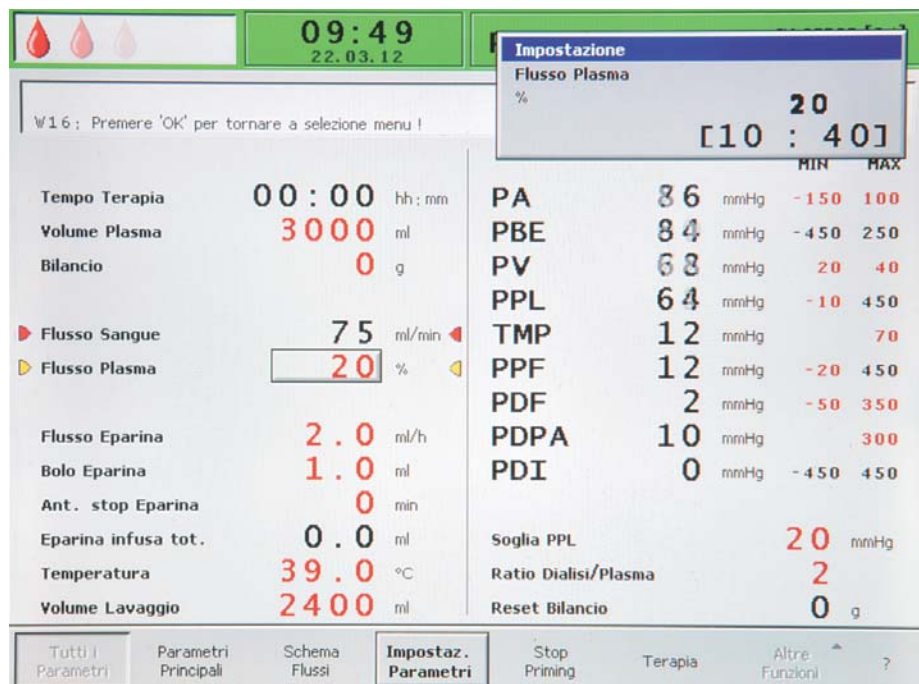 09:49
22.03.12
Impostazione
Flusso Plasma
% 20
[10 : 40]
W16: Premere 'OK' per tornare a selezione menu !
MIN MAX
Tempo Terapia 00:00 hh:mm
Volume Plasma 3000 ml
Bilancio 0 g
Flusso Sangue 75 ml/min
Flusso Plasma 20 %
Flusso Eparina 2.0 ml/h
Bolo Eparina 1.0 ml
Ant. stop Eparina 0 min
Eparina infusa tot. 0.0 ml
Temperatura 39.0 °C
Volume Lavaggio 2400 ml
PA 86 mmHg -150 100
PBE 84 mmHg -450 250
PV 68 mmHg 20 40
PPL 64 mmHg -10 450
TMP 12 mmHg 70
PPF 12 mmHg -20 450
PDF 2 mmHg -50 350
PDPA 10 mmHg 300
PDI 0 mmHg -450 450
Soglia PPL 20 mmHg
Ratio Dialisi/Plasma 2
Reset Bilancio 0 g
Tutti i Parametri
Parametri Principali
Schema Flussi
Impostaz. Parametri
Stop Priming
Terapia
Altre Funzioni
?